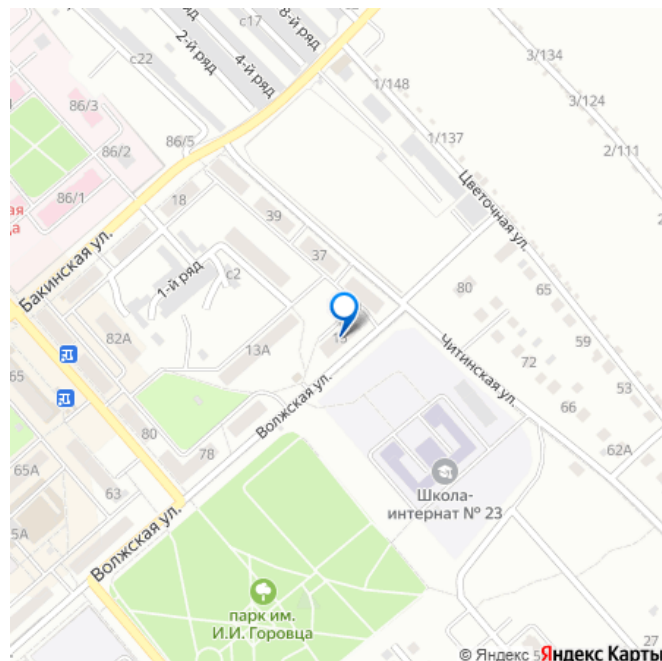 с17
8-й ряд
3/134
2-й ряд
с22
4-й ряд
1/148
86/3
3/124
86/5
1/137
86/2
2/111
86/1
ая
да
18
39
Цветочная ул.
Бакинская ул.
37
с2
1-й ряд
80
65
82А
13А
59
65
Читинская ул.
72
53
Волжская ул.
66
80
78
62А
65А
63
Школа-
интернат № 23
5А
Волжская ул.
парк им.
И.И. Горовца
27
© Яндекс
Яндекс Карты